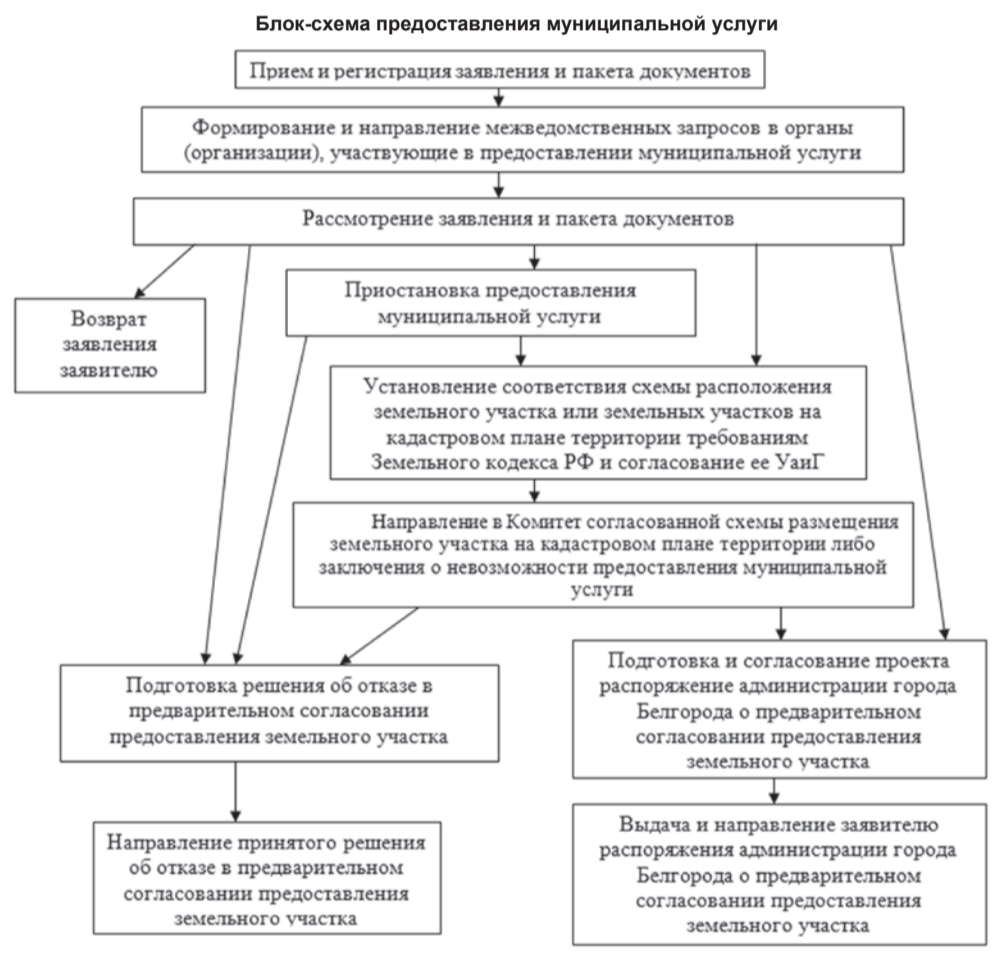 Блок-схема предоставления муниципальной услуги
Прием и регистрация заявления и пакета документов
Формирование и направление межведомственных запросов в органы
(организации), участвующие в предоставлении муниципальной услуги
Рассмотрение заявления и пакета документов
Возврат
заявления
заявителю
Приостановка предоставления
муниципальной услуги
Установление соответствия схемы расположения
земельного участка или земельных участков на
кадастровом плане территории требованиям
Земельного кодекса РФ и согласование ее УаиГ
Направление в Комитет согласованной схемы размещения
земельного участка на кадастровом плане территории либо
заключения о невозможности предоставления муниципальной
услуги
Подготовка решения об отказе в
предварительном согласовании
предоставления земельного участка
Подготовка и согласование проекта
распоряжение администрации города
Белгорода о предварительном
согласовании предоставления
земельного участка
Направление принятого решения
об отказе в предварительном
согласовании предоставления
земельного участка
Выдача и направление заявителю
распоряжения администрации города
Белгорода о предварительном
согласовании предоставления
земельного участка